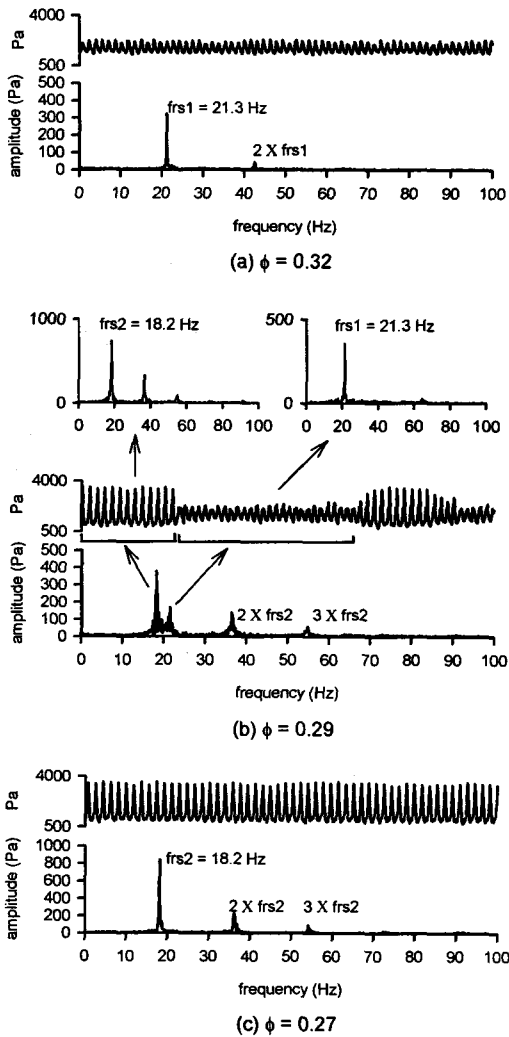 4000
Pa
500
500
400
300
200
100
0
amplitude (Pa)
frs1 = 21.3 Hz
2 X frs1
0 10 20 30 40 50 60 70 80 90 100
frequency (Hz)
(a) ϕ = 0.32
1000
frs2 = 18.2 Hz
0
0 20 40 60 80 100
500
frs1 = 21.3 Hz
0
0 20 40 60 80 100
4000
Pa
500
500
400
300
200
100
0
amplitude (Pa)
2 X frs2 3 X frs2
0 10 20 30 40 50 60 70 80 90 100
frequency (Hz)
(b) ϕ = 0.29
4000
Pa
500
1000
800
600
400
200
0
amplitude (Pa)
frs2 = 18.2 Hz
2 X frs2 3 X frs2
0 10 20 30 40 50 60 70 80 90 100
frequency (Hz)
(c) ϕ = 0.27